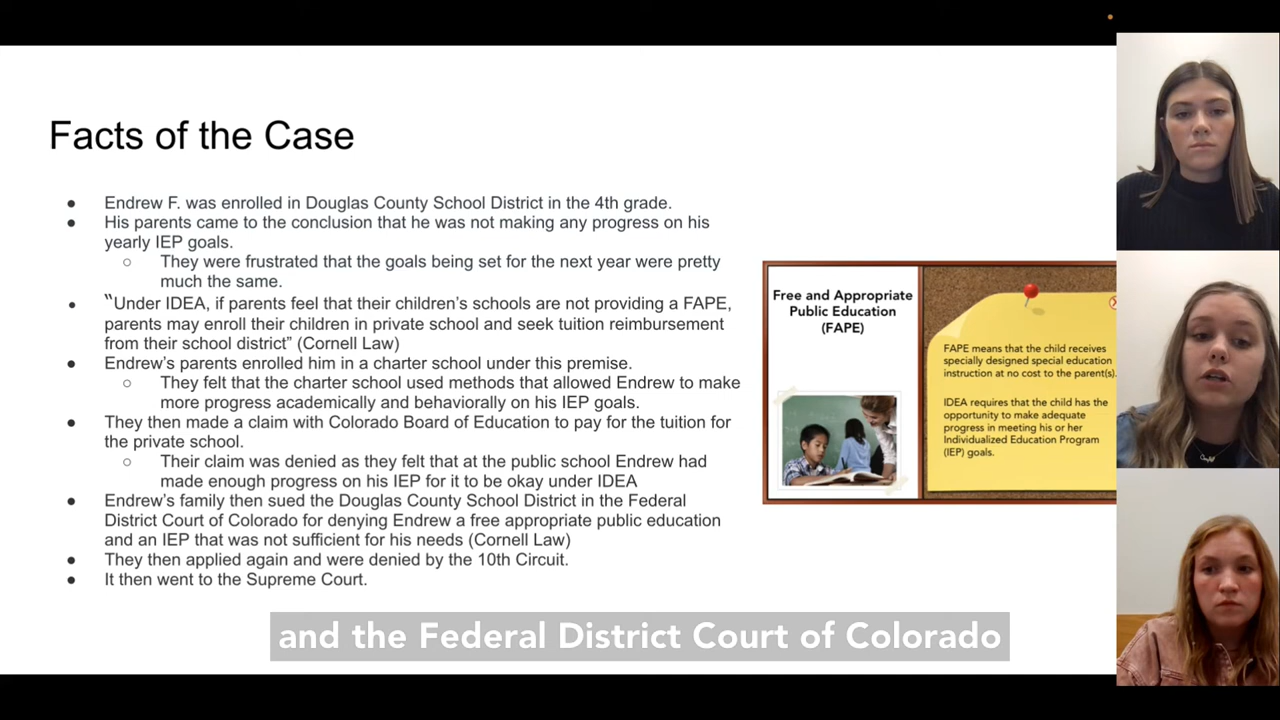 Facts of the Case
● Endrew F. was enrolled in Douglas County School District in the 4th grade.
● His parents came to the conclusion that he was not making any progress on his
yearly IEP goals.
○ They were frustrated that the goals being set for the next year were pretty
much the same.
● “Under IDEA, if parents feel that their children’s schools are not providing a FAPE,
parents may enroll their children in private school and seek tuition reimbursement
from their school district” (Cornell Law)
● Endrew’s parents enrolled him in a charter school under this premise.
○ They felt that the charter school used methods that allowed Endrew to make
more progress academically and behaviorally on his IEP goals.
● They then made a claim with Colorado Board of Education to pay for the tuition for
the private school.
○ Their claim was denied as they felt that at the public school Endrew had
made enough progress on his IEP for it to be okay under IDEA
● Endrew’s family then sued the Douglas County School District in the Federal
District Court of Colorado for denying Endrew a free appropriate public education
and an IEP that was not sufficient for his needs (Cornell Law)
● They then applied again and were denied by the 10th Circuit.
● It then went to the Supreme Court.
Free and Appropriate
Public Education
(FAPE)
FAPE means that the child receives
specially designed special education
instruction at no cost to the parent(s).
IDEA requires that the child has the
opportunity to make adequate
progress in meeting his or her
Individualized Education Program
(IEP) goals.
and the Federal District Court of Colorado